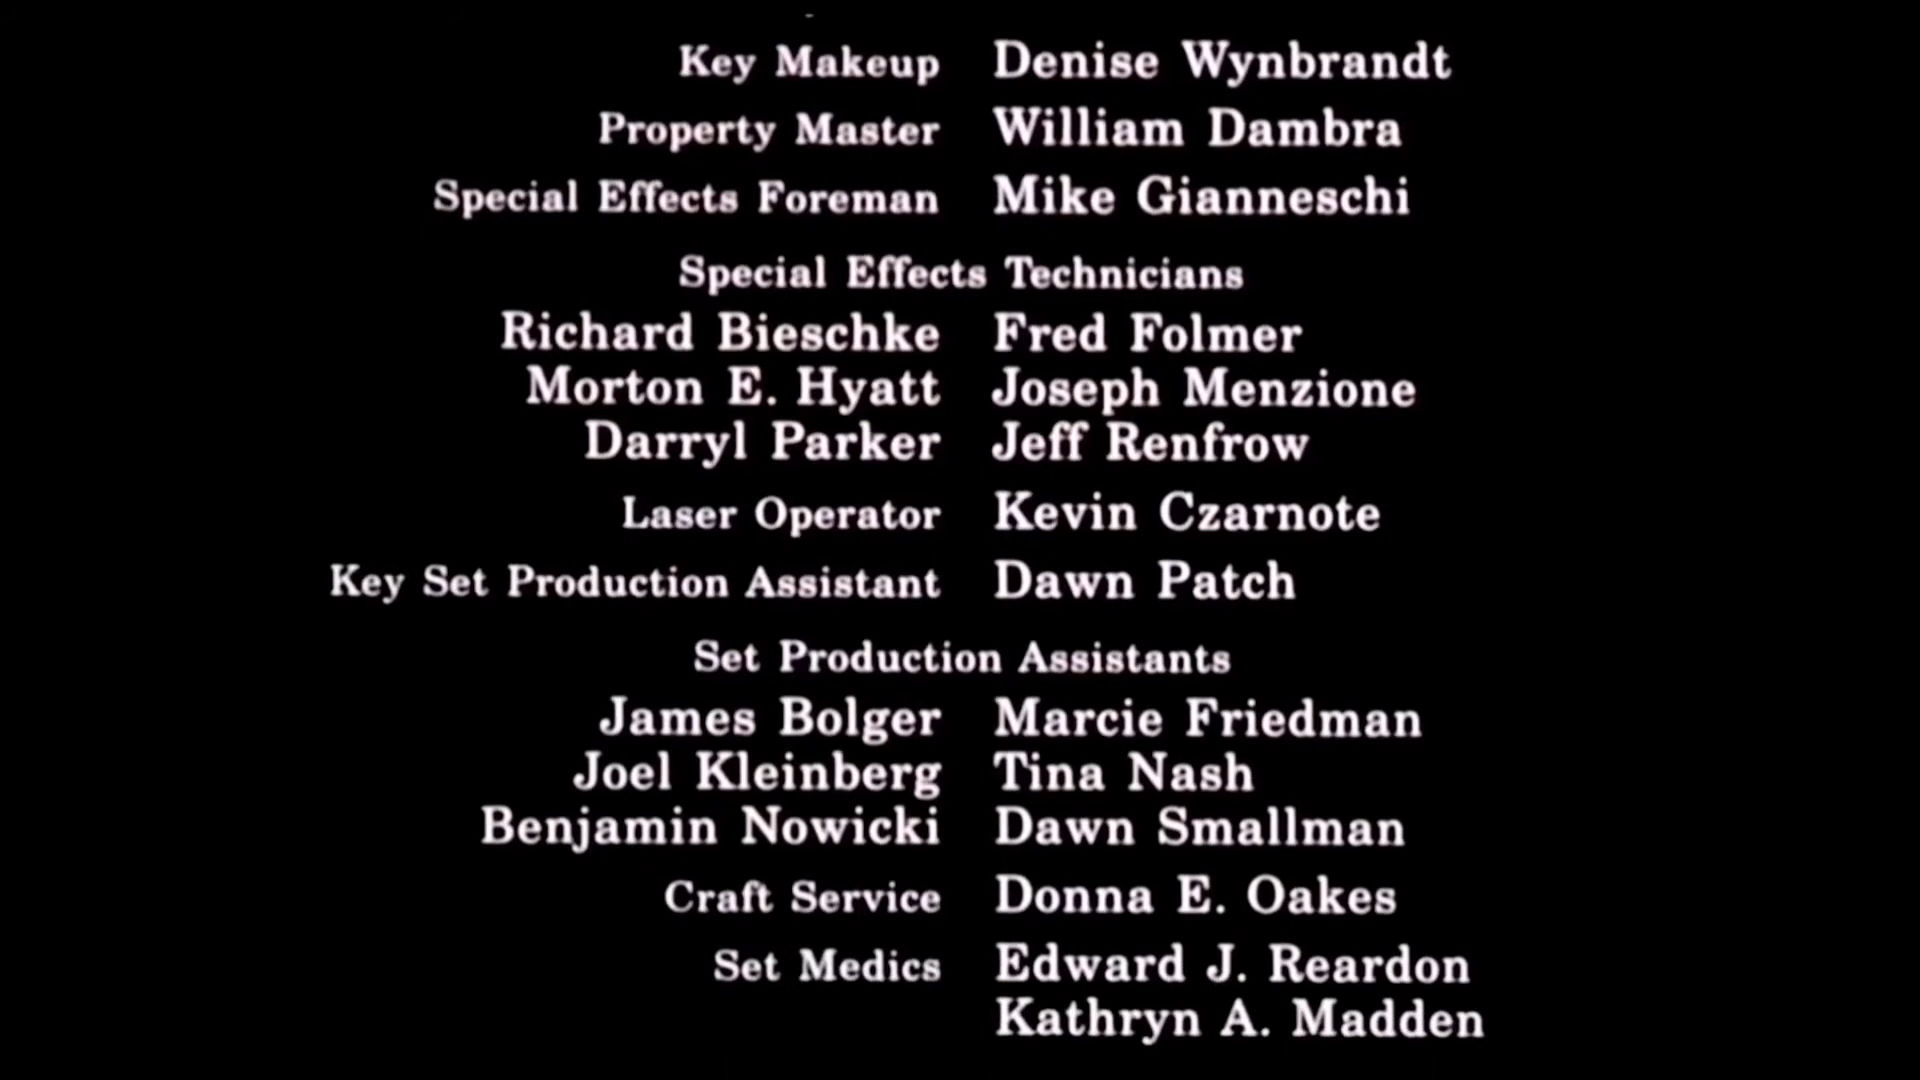 Key Makeup Denise Wynbrandt
Property Master William Dambra
Special Effects Foreman Mike Gianneschi
Special Effects Technicians
Richard Bieschke Fred Folmer
Morton E. Hyatt Joseph Menzione
Darryl Parker Jeff Renfrow
Laser Operator Kevin Czarnote
Key Set Production Assistant Dawn Patch
Set Production Assistants
James Bolger Marcie Friedman
Joel Kleinberg Tina Nash
Benjamin Nowicki Dawn Smallman
Craft Service Donna E. Oakes
Set Medics Edward J. Reardon
Kathryn A. Madden